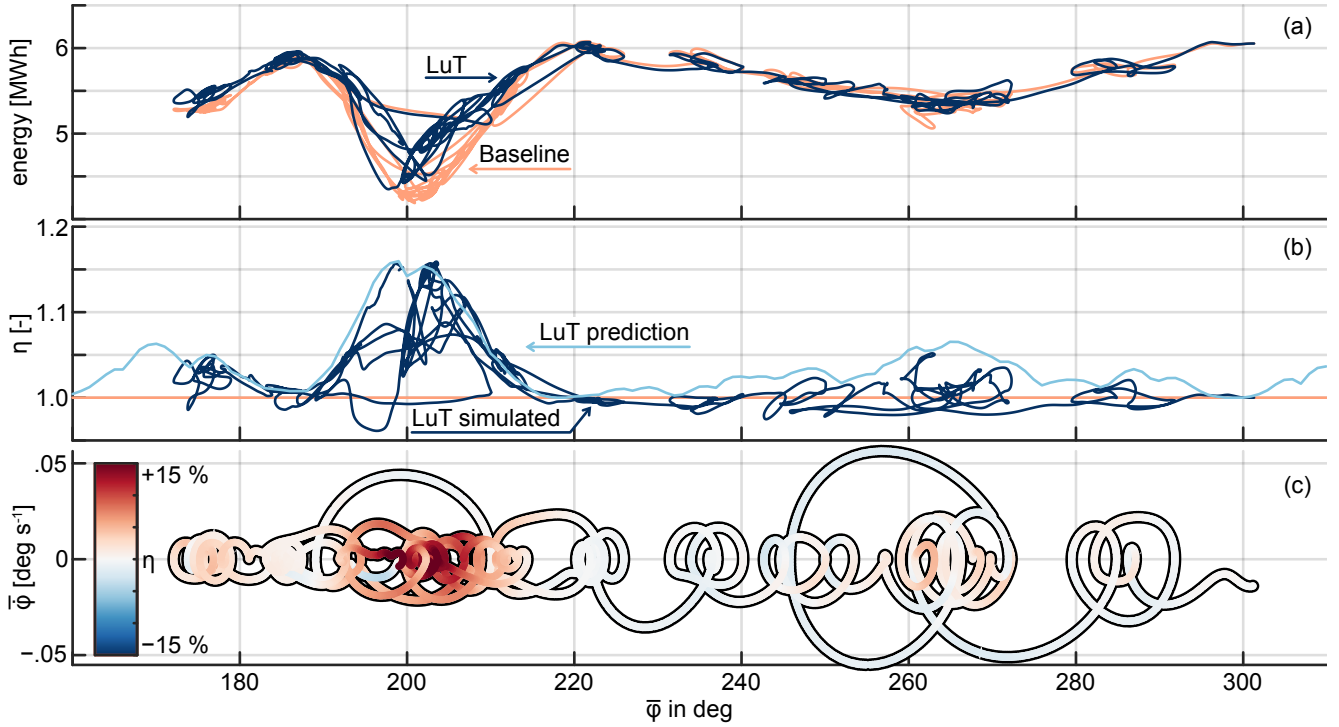 (a)
6
5
energy [MWh]
LuT
Baseline
(b)
1.2
1.1
1.0
η [-]
LuT prediction
LuT simulated
(c)
.05
0
−.05
φ̅̇ [deg s⁻¹]
+15 %
η
−15 %
180 200 220 240 260 280 300
φ̅ in deg